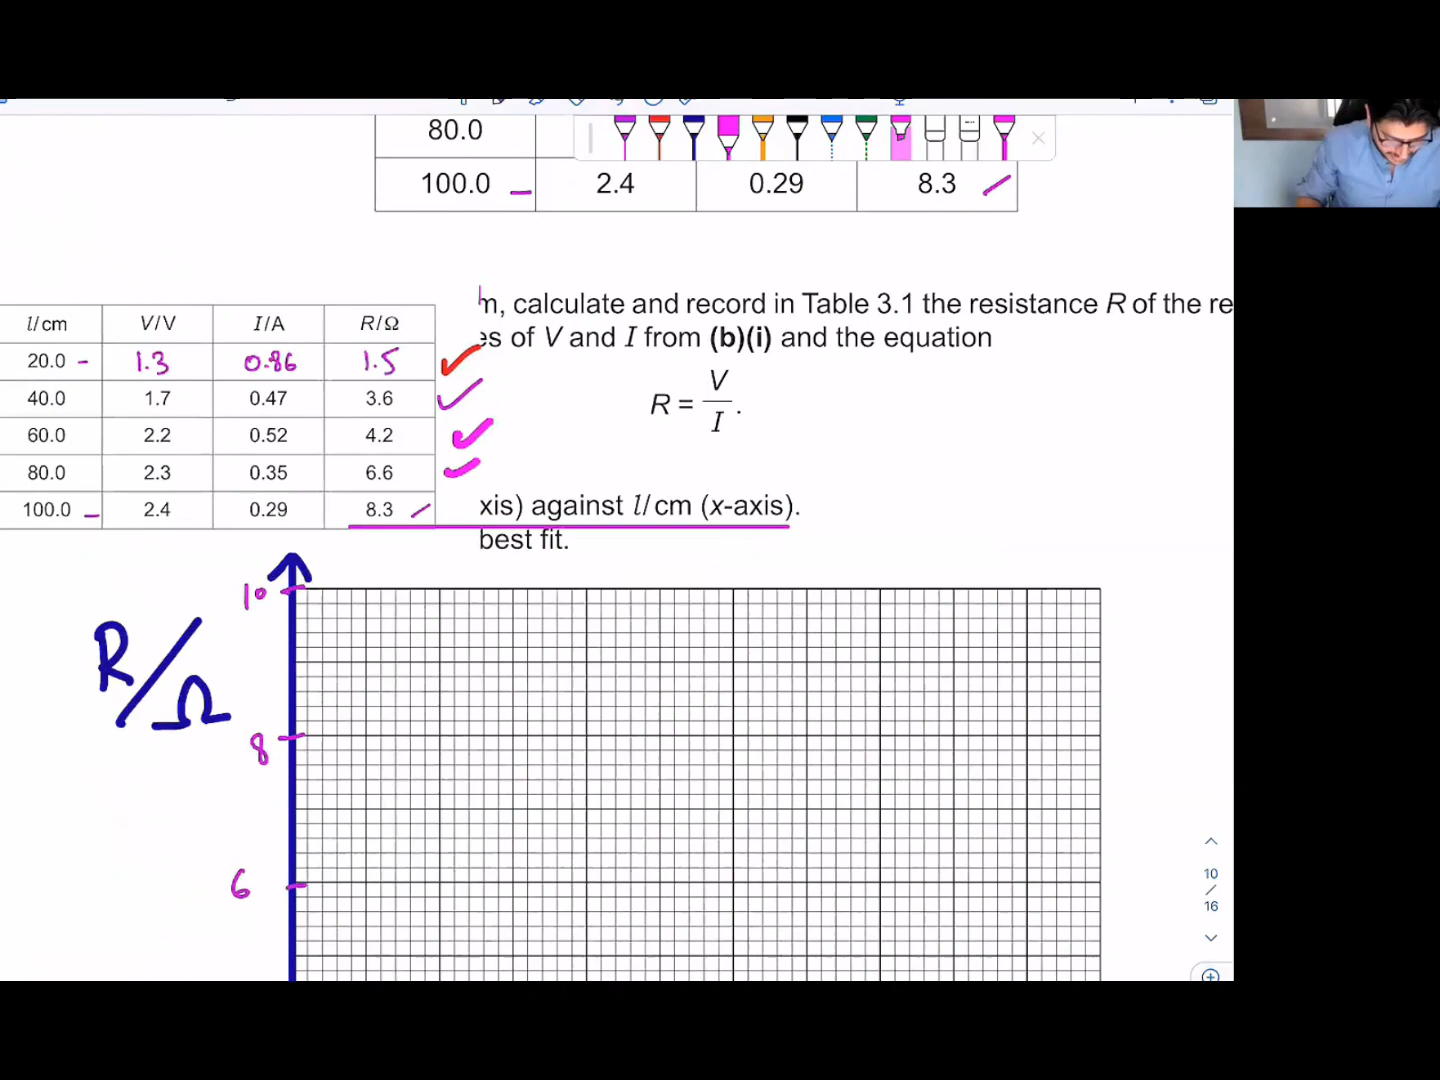 80.0
100.0 2.4 0.29 8.3
m, calculate and record in Table 3.1 the resistance R of the re
es of V and I from (b)(i) and the equation
R = V/I.
l/cm V/V I/A R/Ω
20.0 1.3 0.86 1.5
40.0 1.7 0.47 3.6
60.0 2.2 0.52 4.2
80.0 2.3 0.35 6.6
100.0 2.4 0.29 8.3
xis) against l/cm (x-axis).
best fit.
10
R/Ω
8
6
10
/
16